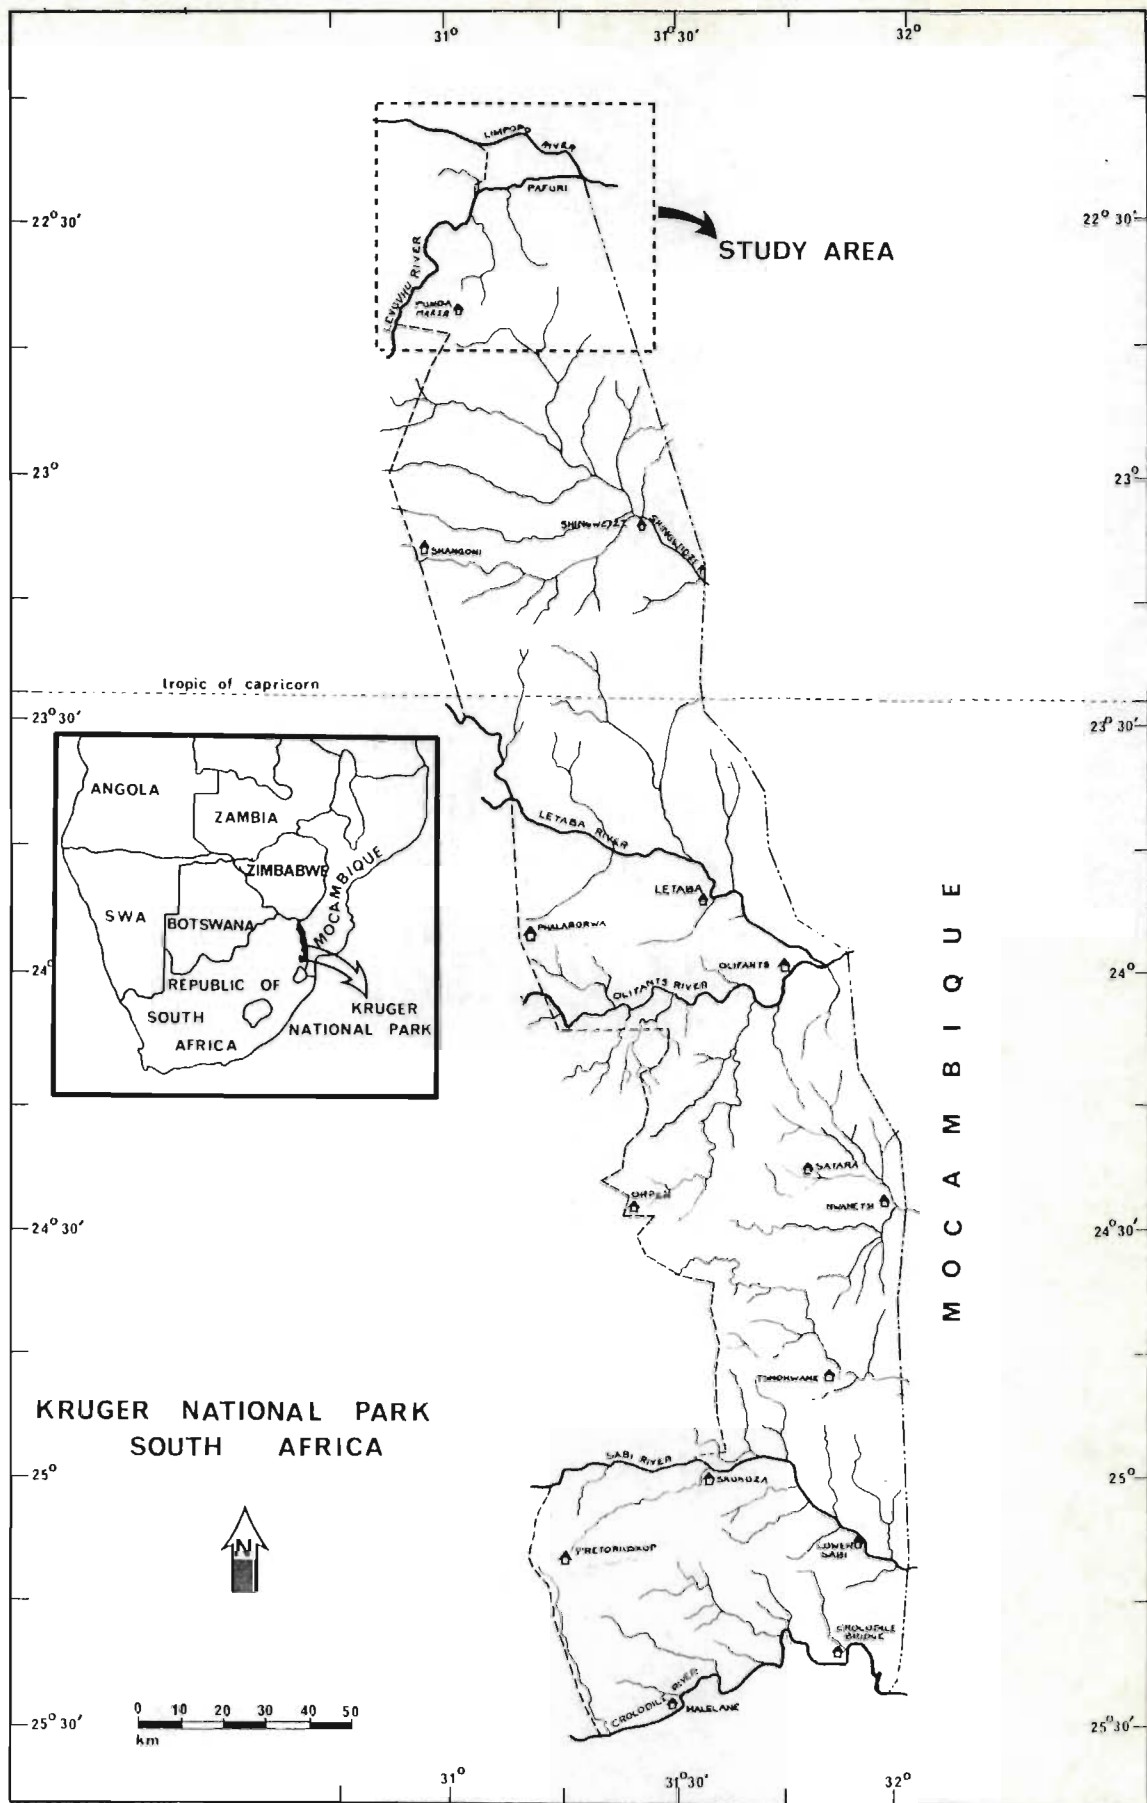 31°
31°30'
32°
LIMPOPO
RIVER
PAFURI
22°30'
22°30'
STUDY AREA
LEVUVHU RIVER
PUNDA
MARIA
23°
23°
SHINGWEDZI
SHINGWIDZI R
SHANGONI
tropic of capricorn
23°30'
23°30'
ANGOLA
ZAMBIA
ZIMBABWE
MOCAMBIQUE
SWA
BOTSWANA
REPUBLIC OF
SOUTH
AFRICA
KRUGER
NATIONAL PARK
LETABA RIVER
LETABA
PHALABORWA
OLIFANTS
24°
24°
OLIFANTS RIVER
MOCAMBIQUE
SATARA
ORPEN
NWANETSI
24°30'
24°30'
TSHOKWANE
KRUGER NATIONAL PARK
SOUTH AFRICA
SABI RIVER
25°
25°
SKUKUZA
N
PRETORIUSKOP
LOWER
SABI
CROCODILE
BRIDGE
CROCODILE RIVER
MALELANE
0 10 20 30 40 50
km
25°30'
25°30'
31°
31°30'
32°